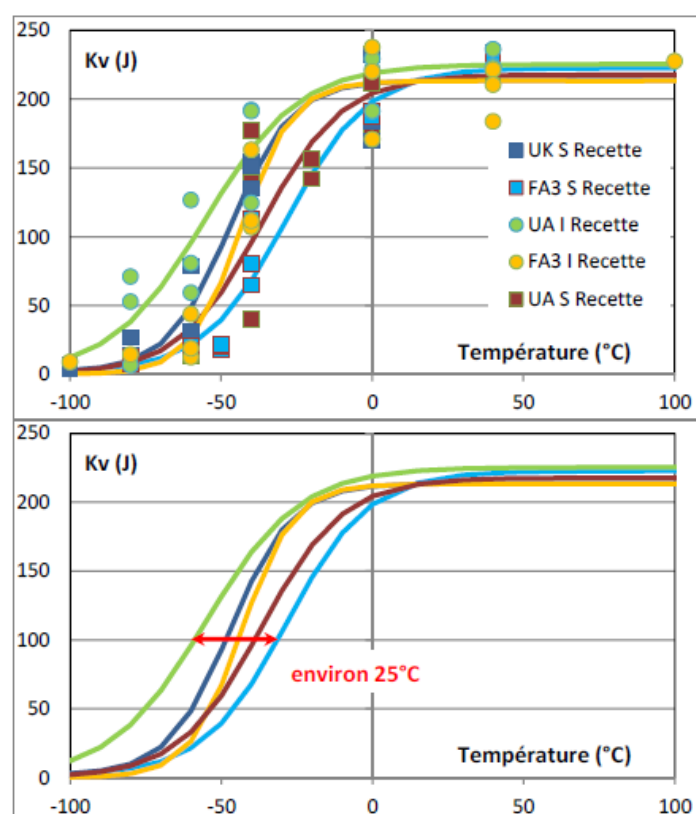 250
Kv (J)
200
150
UK S Recette
FA3 S Recette
100
UA I Recette
FA3 I Recette
50
UA S Recette
Température (°C)
0
-100 -50 0 50 100
250
Kv (J)
200
150
100
environ 25°C
50
Température (°C)
0
-100 -50 0 50 100